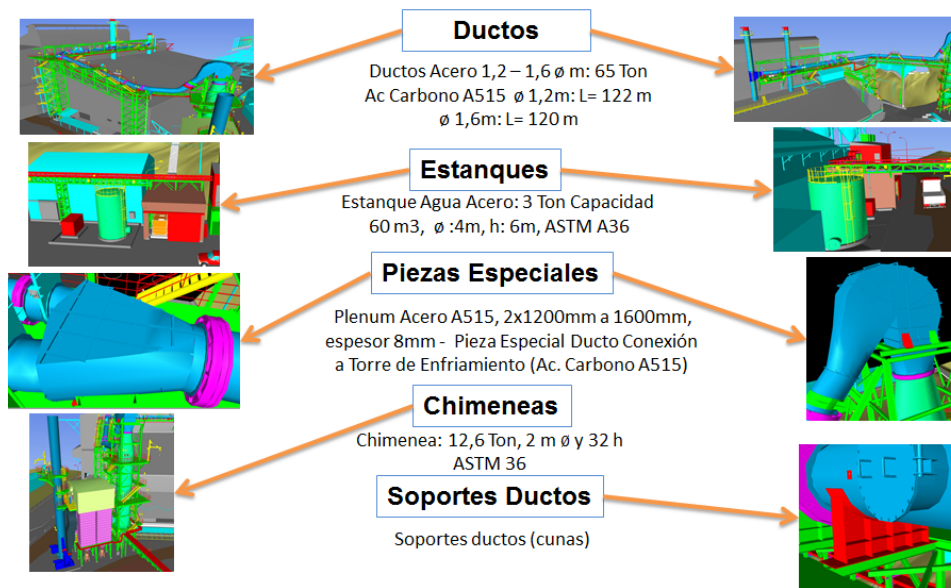 Ductos
Ductos Acero 1,2 – 1,6 ø m: 65 Ton
Ac Carbono A515 ø 1,2m: L= 122 m
ø 1,6m: L= 120 m
Estanques
Estanque Agua Acero: 3 Ton Capacidad
60 m3, ø :4m, h: 6m, ASTM A36
Piezas Especiales
Plenum Acero A515, 2x1200mm a 1600mm,
espesor 8mm - Pieza Especial Ducto Conexión
a Torre de Enfriamiento (Ac. Carbono A515)
Chimeneas
Chimenea: 12,6 Ton, 2 m ø y 32 h
ASTM 36
Soportes Ductos
Soportes ductos (cunas)